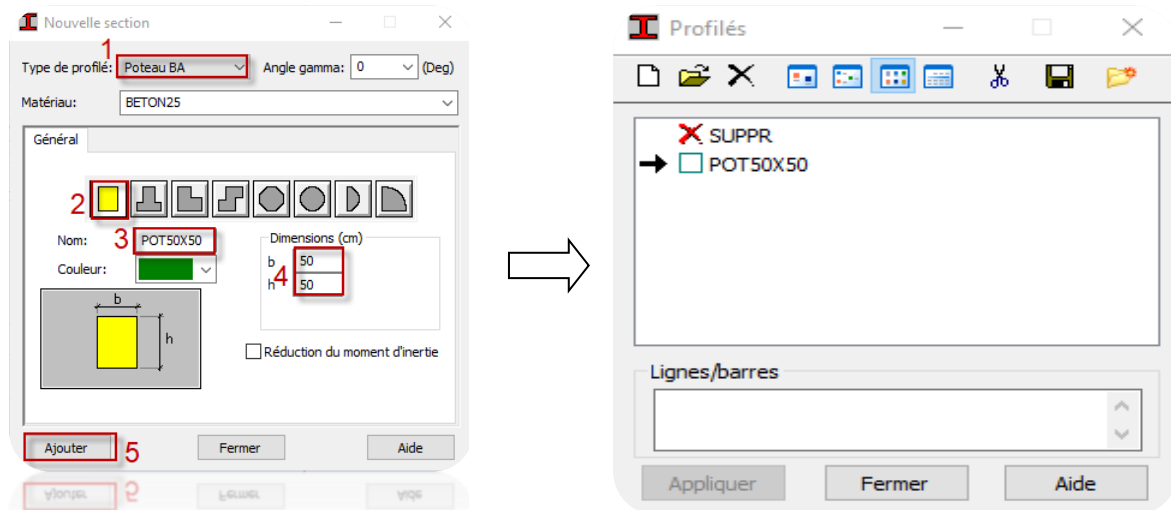 Nouvelle section
1
Type de profilé: Poteau BA Angle gamma: 0 (Deg)
Matériau: BETON25
Général
2
Nom: 3 POT50X50
Couleur:
Dimensions (cm)
b 50
h 50
4
b
h
Réduction du moment d'inertie
Ajouter 5 Fermer Aide
Profilés
SUPPR
POT50X50
Lignes/barres
Appliquer Fermer Aide